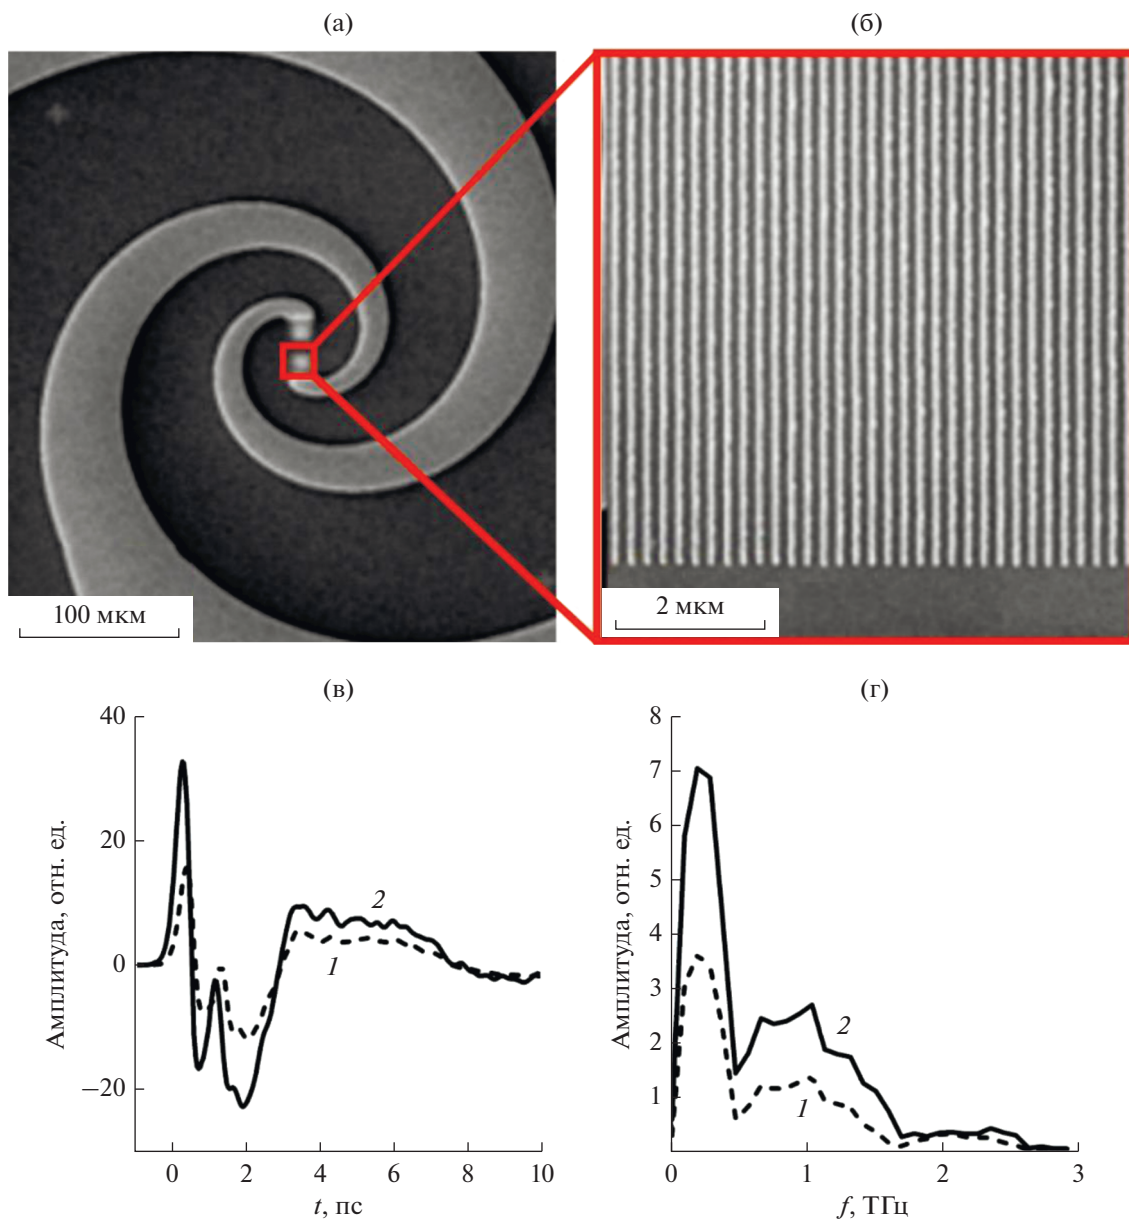 (а)
(б)
100 мкм
2 мкм
(в)
(г)
Амплитуда, отн. ед.
40
20
0
−20
2
1
0
2
4
6
8
10
t, пс
Амплитуда, отн. ед.
8
7
6
5
4
3
2
1
2
1
0
1
2
3
f, ТГц